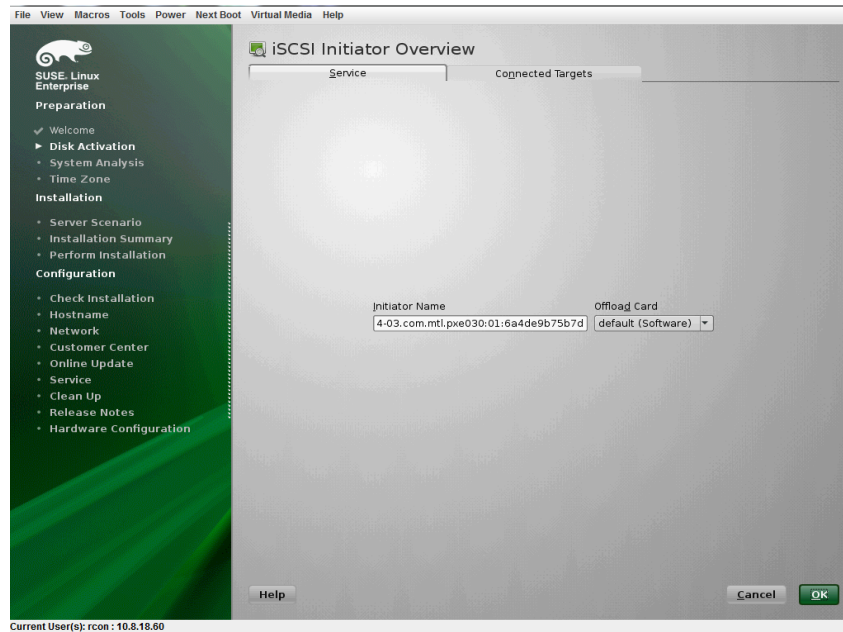 File View Macros Tools Power Next Boot Virtual Media Help
SUSE. Linux
Enterprise
Preparation
Welcome
Disk Activation
System Analysis
Time Zone
Installation
Server Scenario
Installation Summary
Perform Installation
Configuration
Check Installation
Hostname
Network
Customer Center
Online Update
Service
Clean Up
Release Notes
Hardware Configuration
iSCSI Initiator Overview
Service Connected Targets
Initiator Name Offload Card
4-03.com.mtl.pxe030:01:6a4de9b75b7d default (Software)
Help Cancel OK
Current User(s): rcon : 10.8.18.60